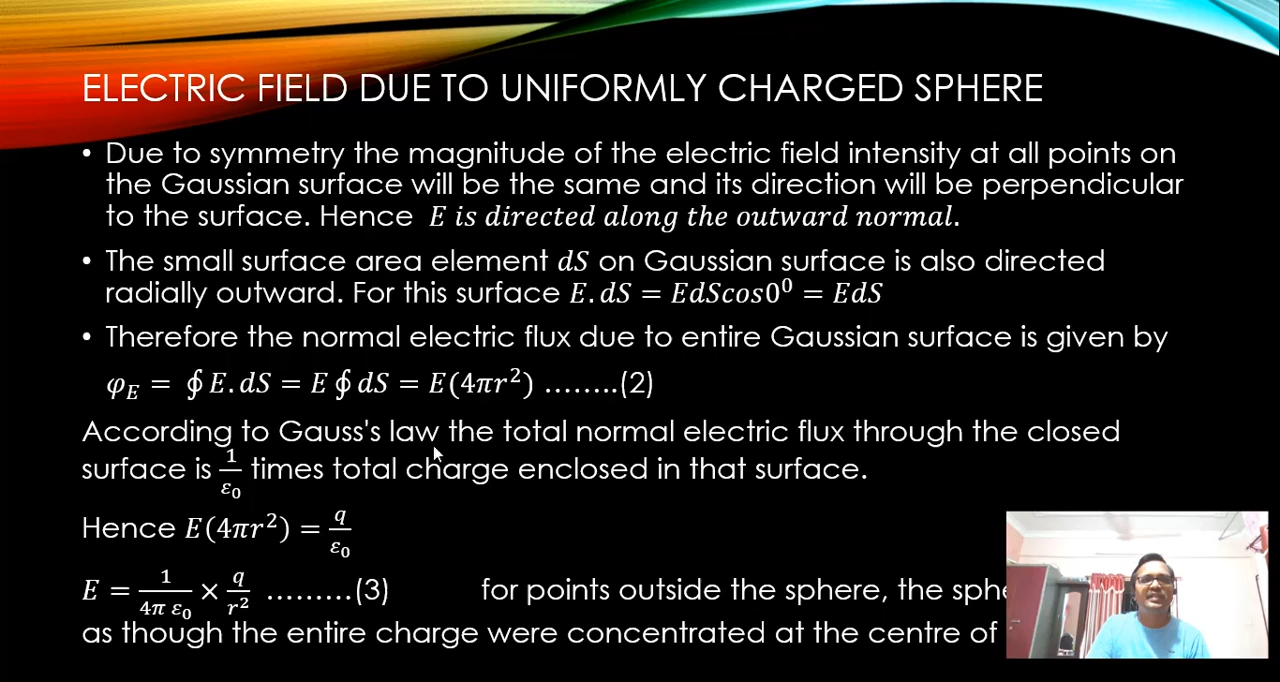 ELECTRIC FIELD DUE TO UNIFORMLY CHARGED SPHERE
• Due to symmetry the magnitude of the electric field intensity at all points on
the Gaussian surface will be the same and its direction will be perpendicular
to the surface. Hence E is directed along the outward normal.
• The small surface area element dS on Gaussian surface is also directed
radially outward. For this surface E.dS = EdScos0⁰ = EdS
• Therefore the normal electric flux due to entire Gaussian surface is given by
φ_E = ∮ E.dS = E ∮ dS = E(4πr²) ........(2)
According to Gauss's law the total normal electric flux through the closed
surface is 1/ε₀ times total charge enclosed in that surface.
Hence E(4πr²) = q/ε₀
E = 1/(4π ε₀) × q/r² .........(3) for points outside the sphere, the
as though the entire charge were concentrated at the centre of